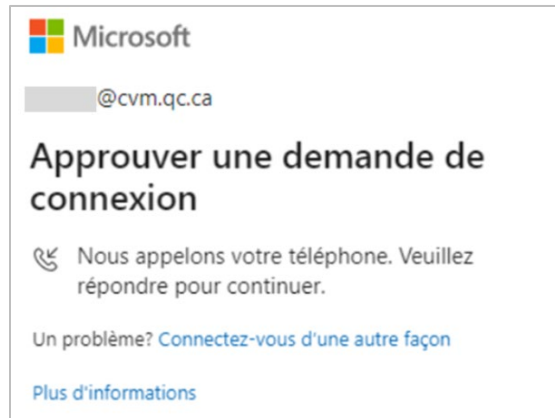 Microsoft
@cvm.qc.ca
Approuver une demande de
connexion
Nous appelons votre téléphone. Veuillez
répondre pour continuer.
Un problème? Connectez-vous d'une autre façon
Plus d'informations